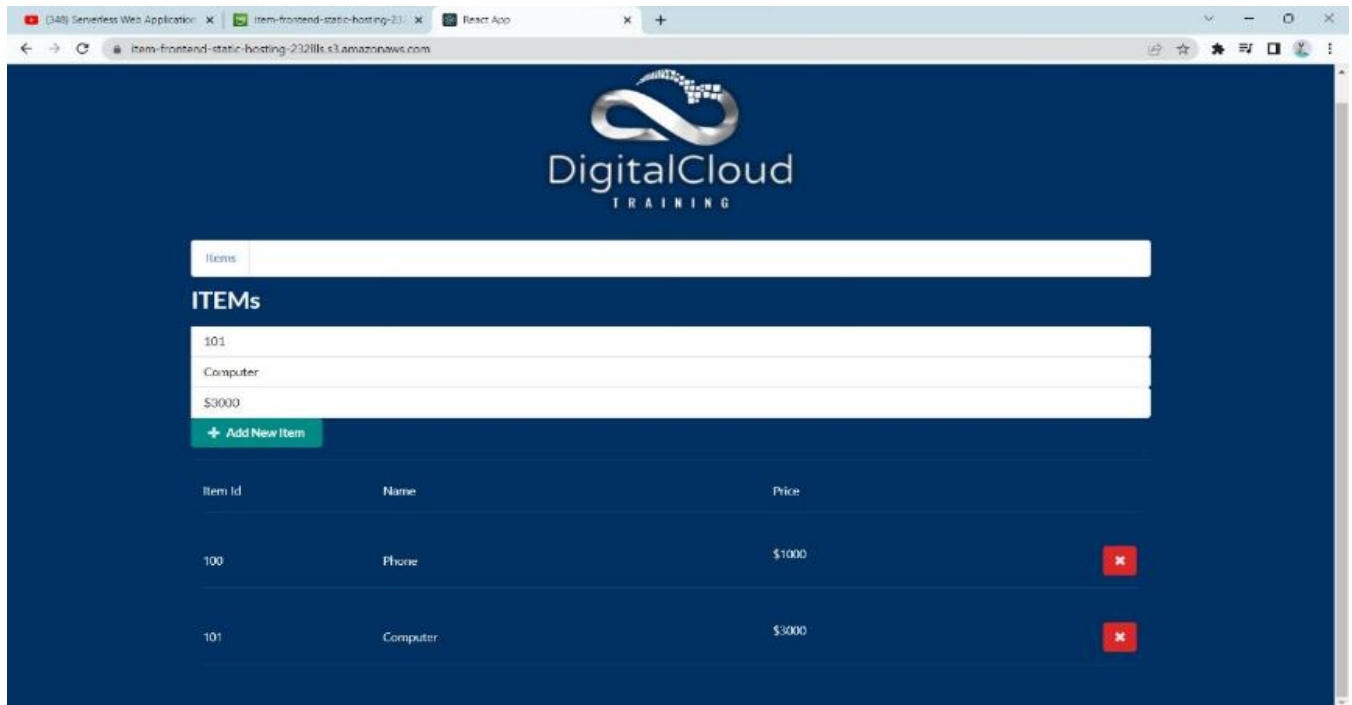 (348) Serverless Web Application
item-frontend-static-hosting-232
React App
item-frontend-static-hosting-232llls.s3.amazonaws.com
DigitalCloud
TRAINING
Items
ITEMs
101
Computer
$3000
Add New Item
Item Id Name Price
100 Phone $1000
101 Computer $3000